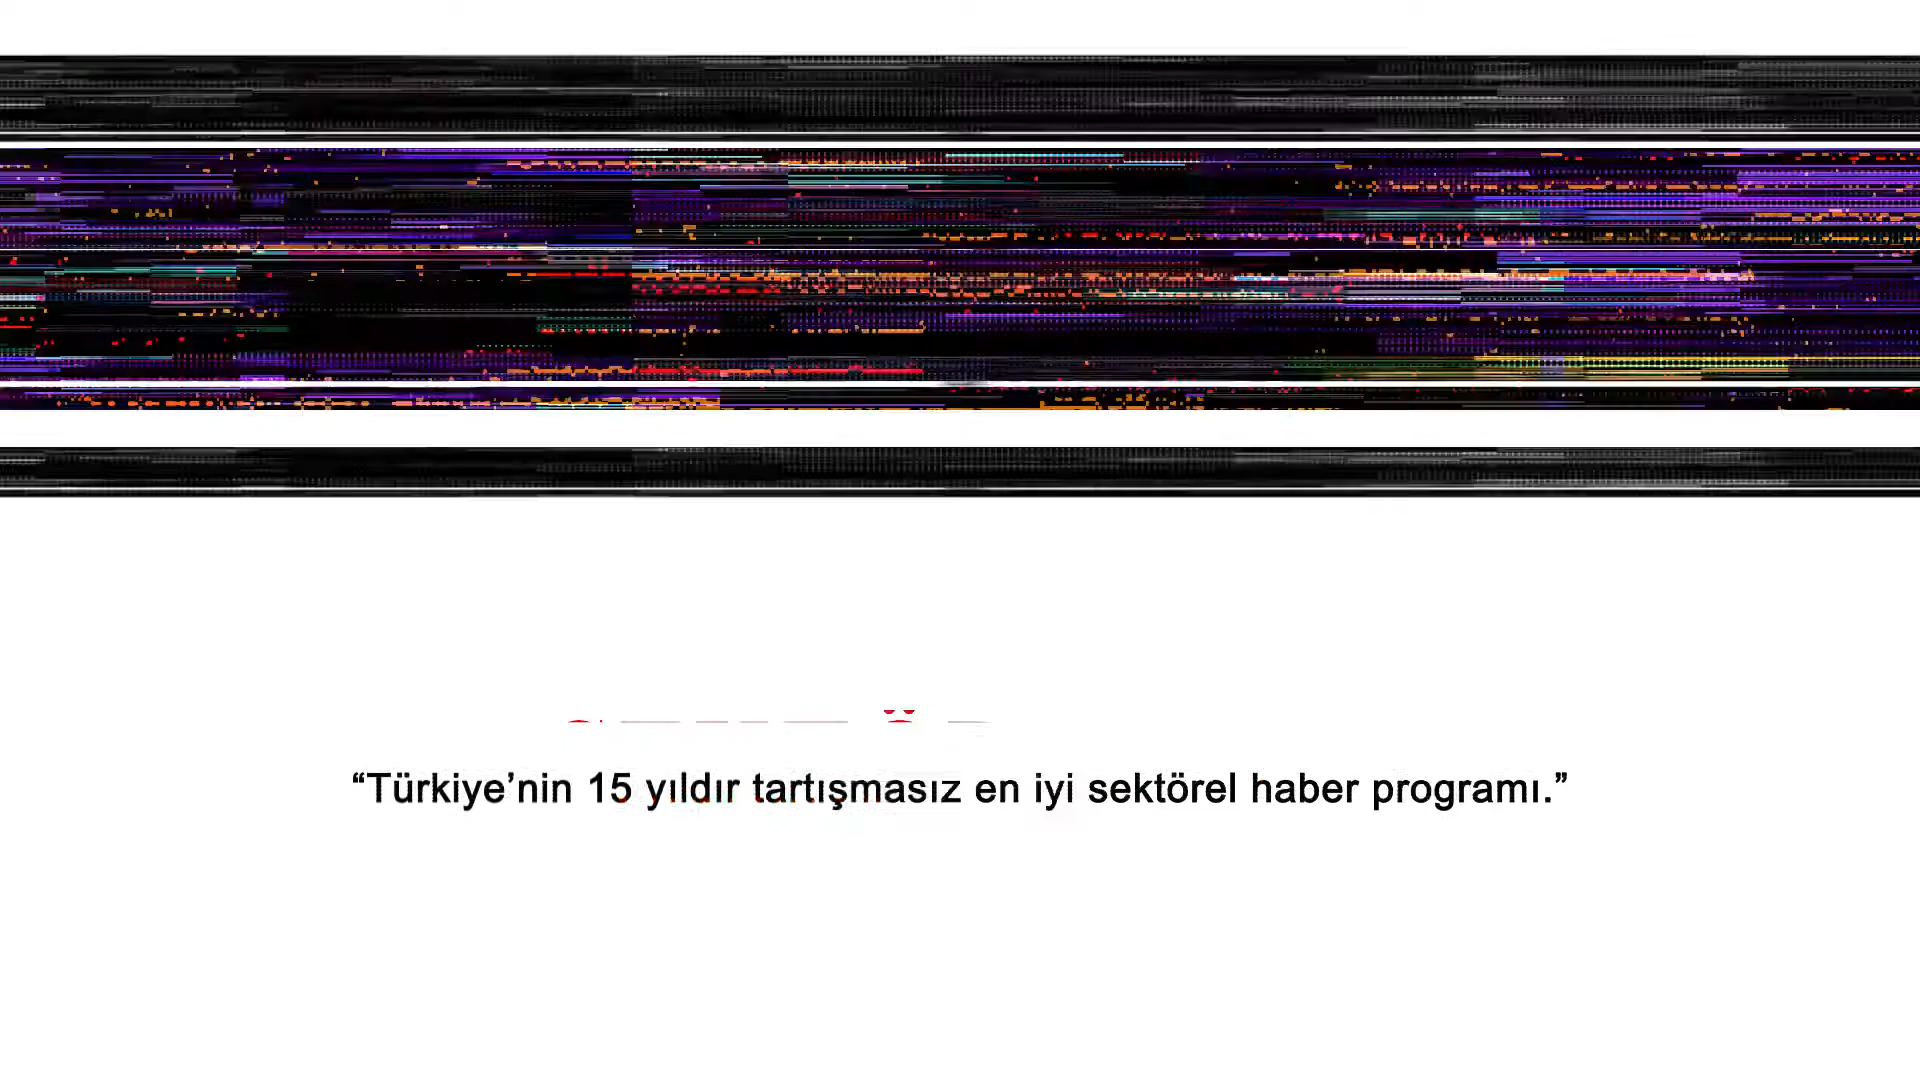 “Türkiye’nin 15 yıldır tartışmasız en iyi sektörel haber programı.”